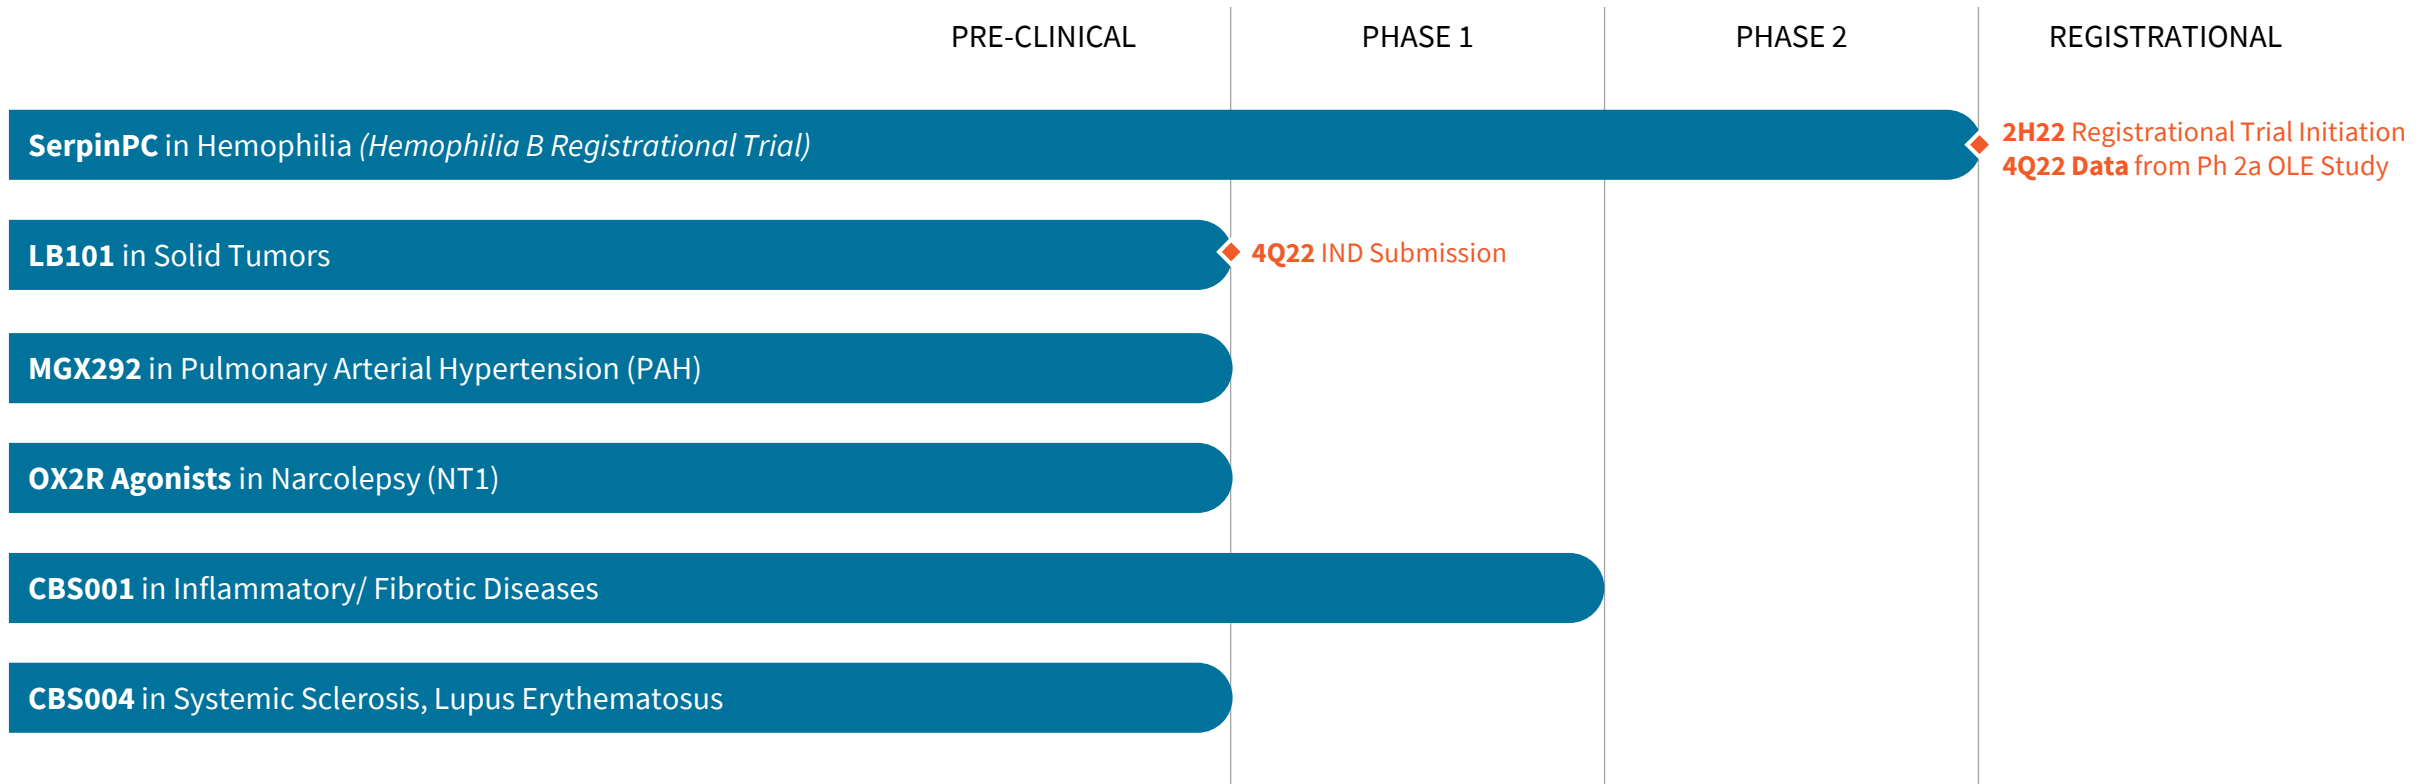 PRE-CLINICAL
PHASE 1
PHASE 2
REGISTRATIONAL
SerpinPC in Hemophilia (Hemophilia B Registrational Trial)
2H22 Registrational Trial Initiation
4Q22 Data from Ph 2a OLE Study
LB101 in Solid Tumors
4Q22 IND Submission
MGX292 in Pulmonary Arterial Hypertension (PAH)
OX2R Agonists in Narcolepsy (NT1)
CBS001 in Inflammatory/ Fibrotic Diseases
CBS004 in Systemic Sclerosis, Lupus Erythematosus